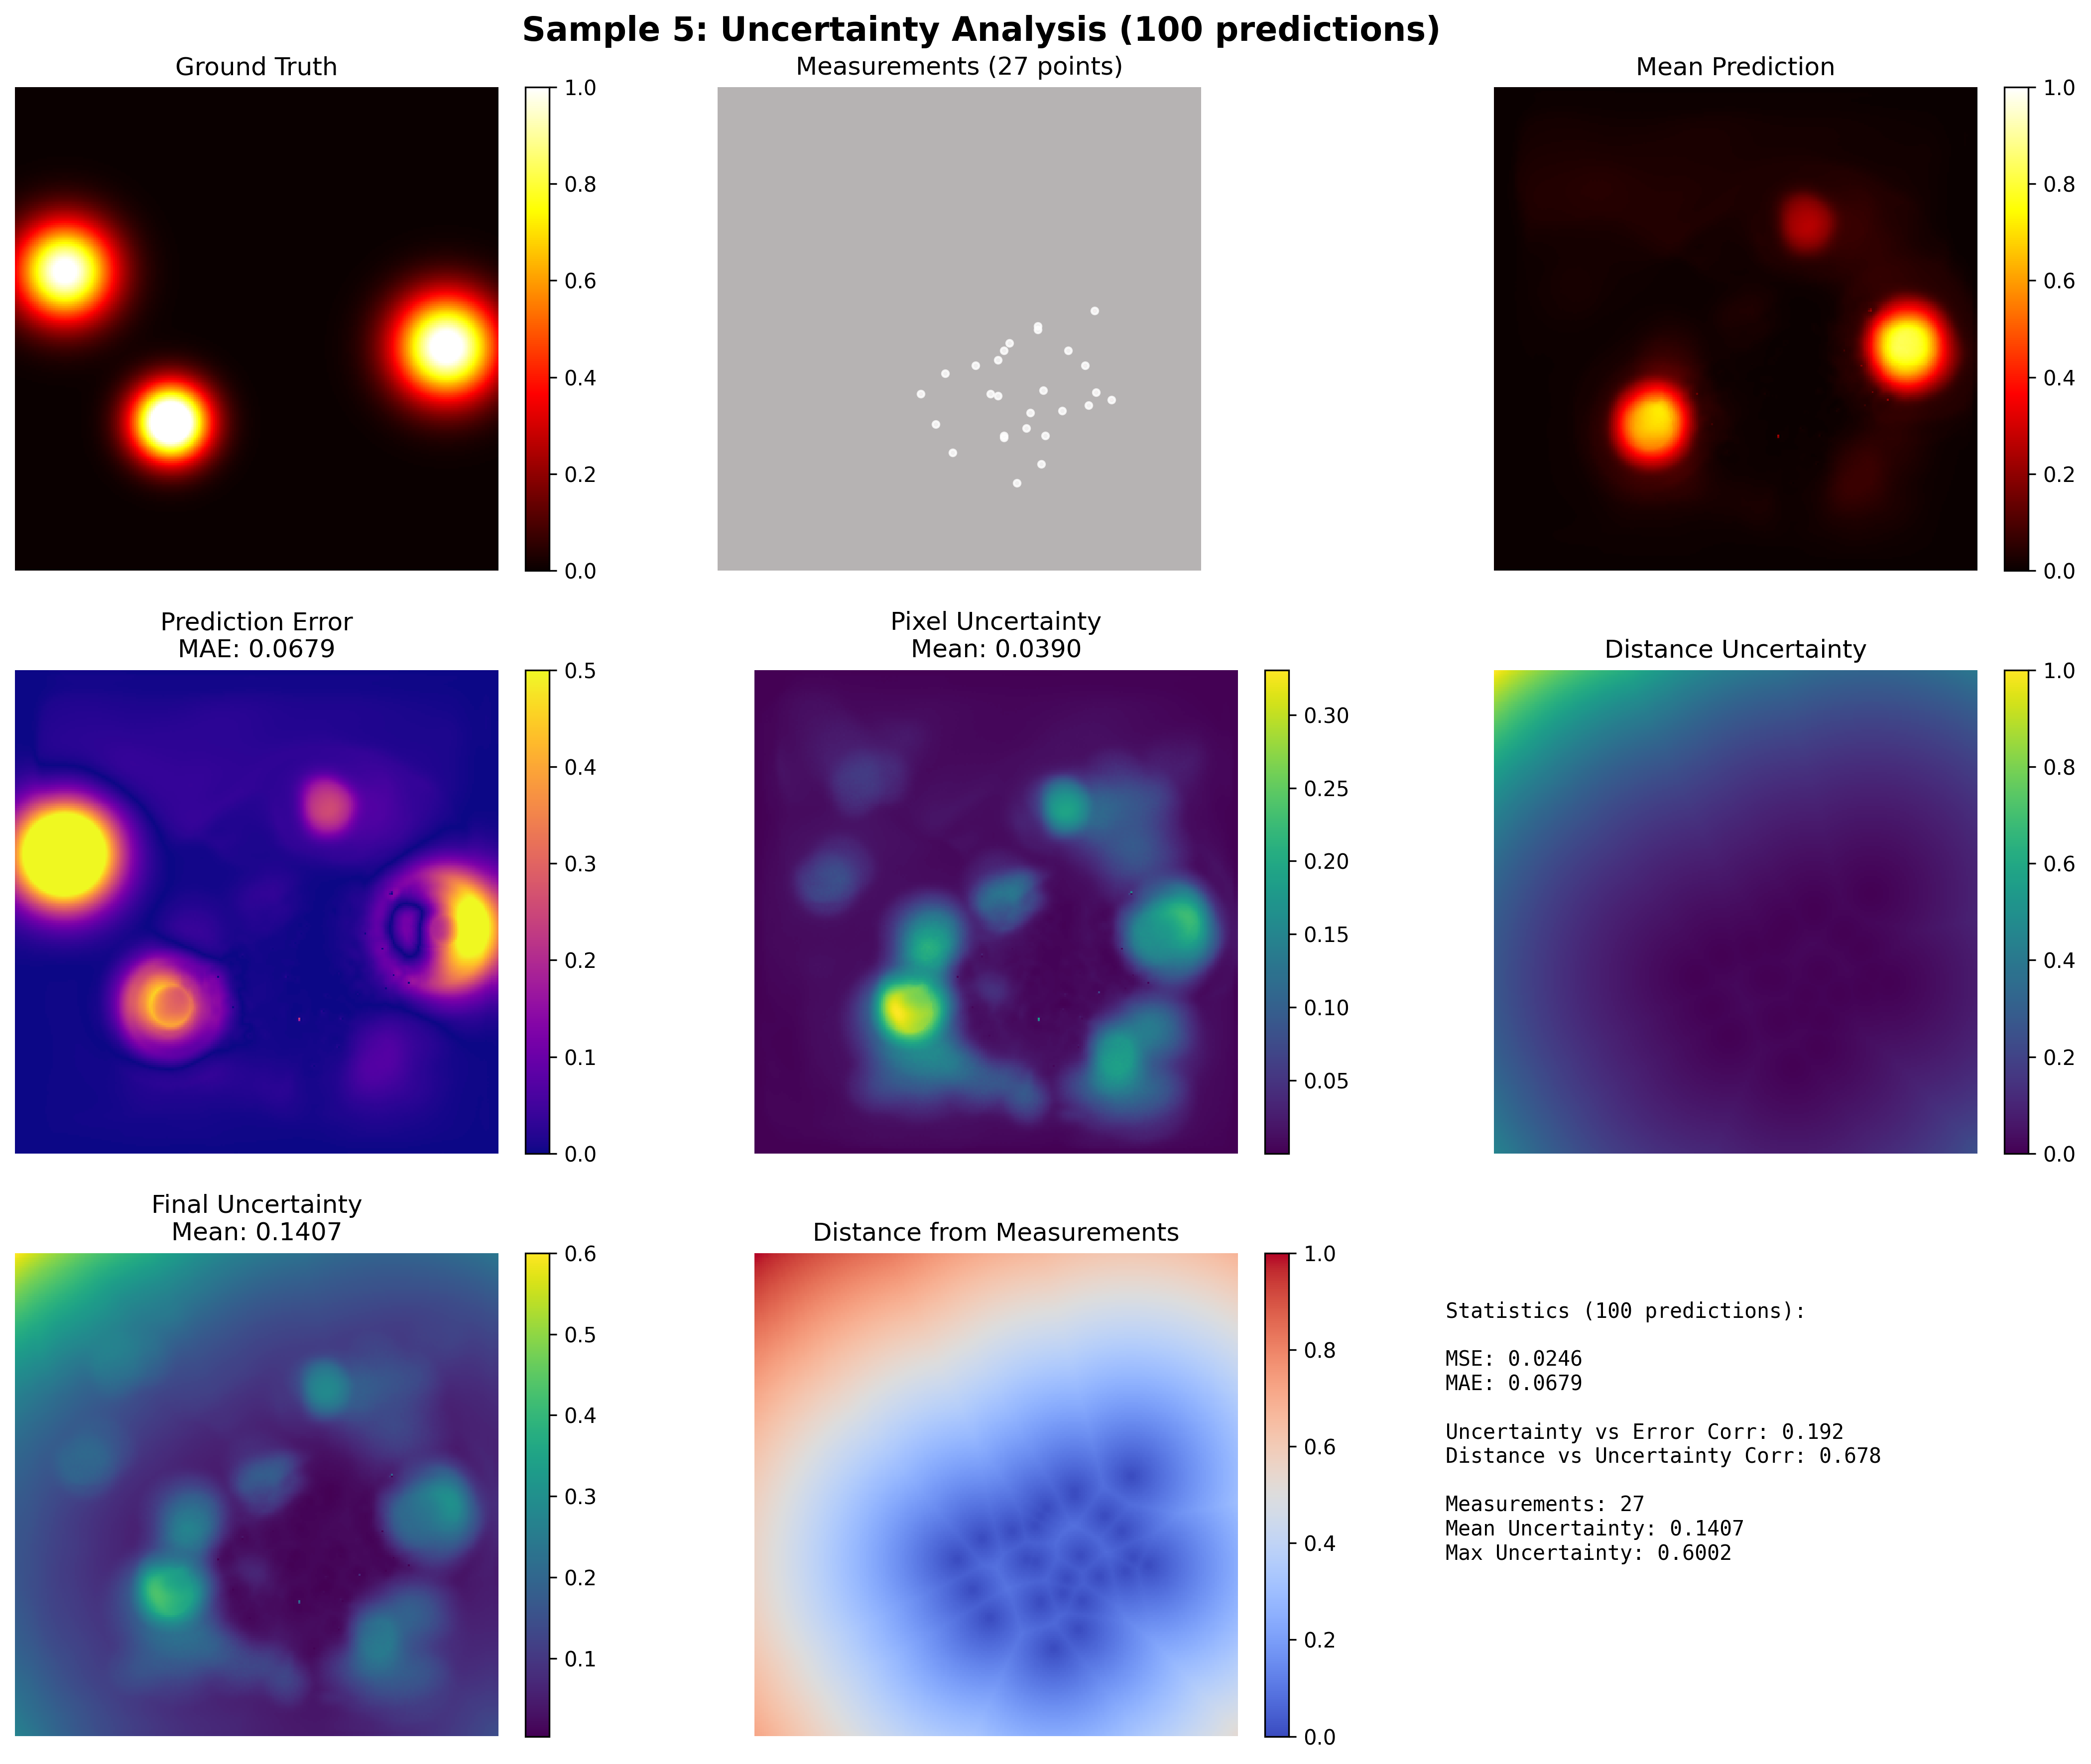 Sample 5: Uncertainty Analysis (100 predictions)
Ground Truth
1.0
0.8
0.6
0.4
0.2
0.0
Measurements (27 points)
Mean Prediction
1.0
0.8
0.6
0.4
0.2
0.0
Prediction Error
MAE: 0.0679
0.5
0.4
0.3
0.2
0.1
0.0
Pixel Uncertainty
Mean: 0.0390
0.30
0.25
0.20
0.15
0.10
0.05
Distance Uncertainty
1.0
0.8
0.6
0.4
0.2
0.0
Final Uncertainty
Mean: 0.1407
0.6
0.5
0.4
0.3
0.2
0.1
Distance from Measurements
1.0
0.8
0.6
0.4
0.2
0.0
Statistics (100 predictions):
MSE: 0.0246
MAE: 0.0679
Uncertainty vs Error Corr: 0.192
Distance vs Uncertainty Corr: 0.678
Measurements: 27
Mean Uncertainty: 0.1407
Max Uncertainty: 0.6002